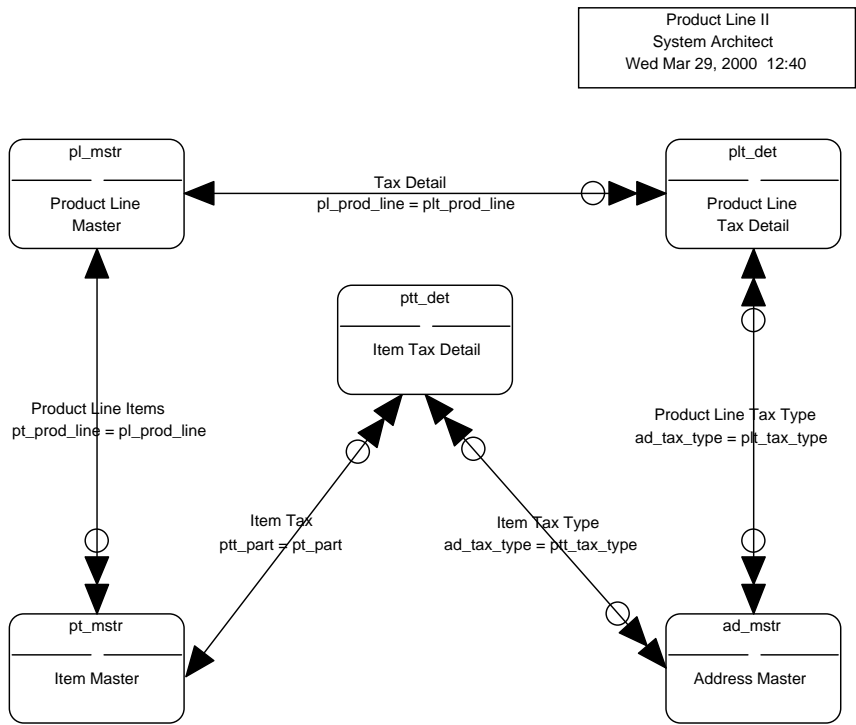 Product Line II
System Architect
Wed Mar 29, 2000 12:40
pl_mstr
Product Line
Master
Tax Detail
pl_prod_line = plt_prod_line
plt_det
Product Line
Tax Detail
ptt_det
Item Tax Detail
Product Line Items
pt_prod_line = pl_prod_line
Product Line Tax Type
ad_tax_type = plt_tax_type
Item Tax
ptt_part = pt_part
Item Tax Type
ad_tax_type = ptt_tax_type
pt_mstr
Item Master
ad_mstr
Address Master